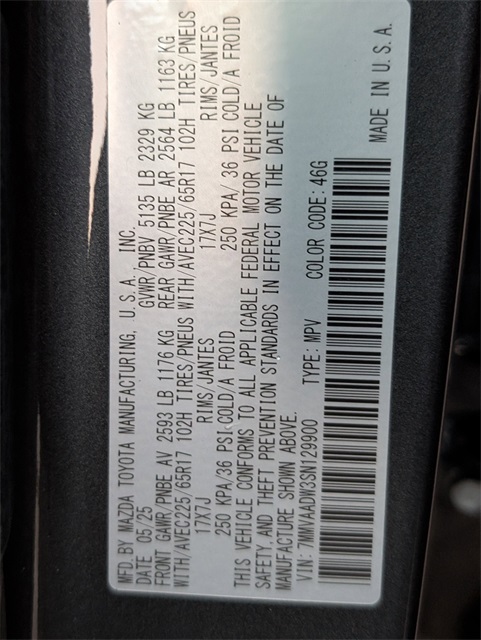 MFD.BY MAZDA TOYOTA MANUFACTURING, U.S.A., INC.
DATE 05/25 GVWR/PNBV 5135 LB 2329 KG
FRONT GAWR/PNBE AV 2593 LB 1176 KG REAR GAWR/PNBE AR 2564 LB 1163 KG
WITH/AVEC225/65R17 102H TIRES/PNEUS WITH/AVEC225/65R17 102H TIRES/PNEUS
17X7J RIMS/JANTES 17X7J RIMS/JANTES
250 KPA/36 PSI COLD/A FROID 250 KPA/ 36 PSI COLD/A FROID
THIS VEHICLE CONFORMS TO ALL APPLICABLE FEDERAL MOTOR VEHICLE
SAFETY,AND THEFT PREVENTION STANDARDS IN EFFECT ON THE DATE OF
MANUFACTURE SHOWN ABOVE.
VIN: 7MMVAADW3SN129900 TYPE: MPV COLOR CODE: 46G
MADE IN U.S.A.